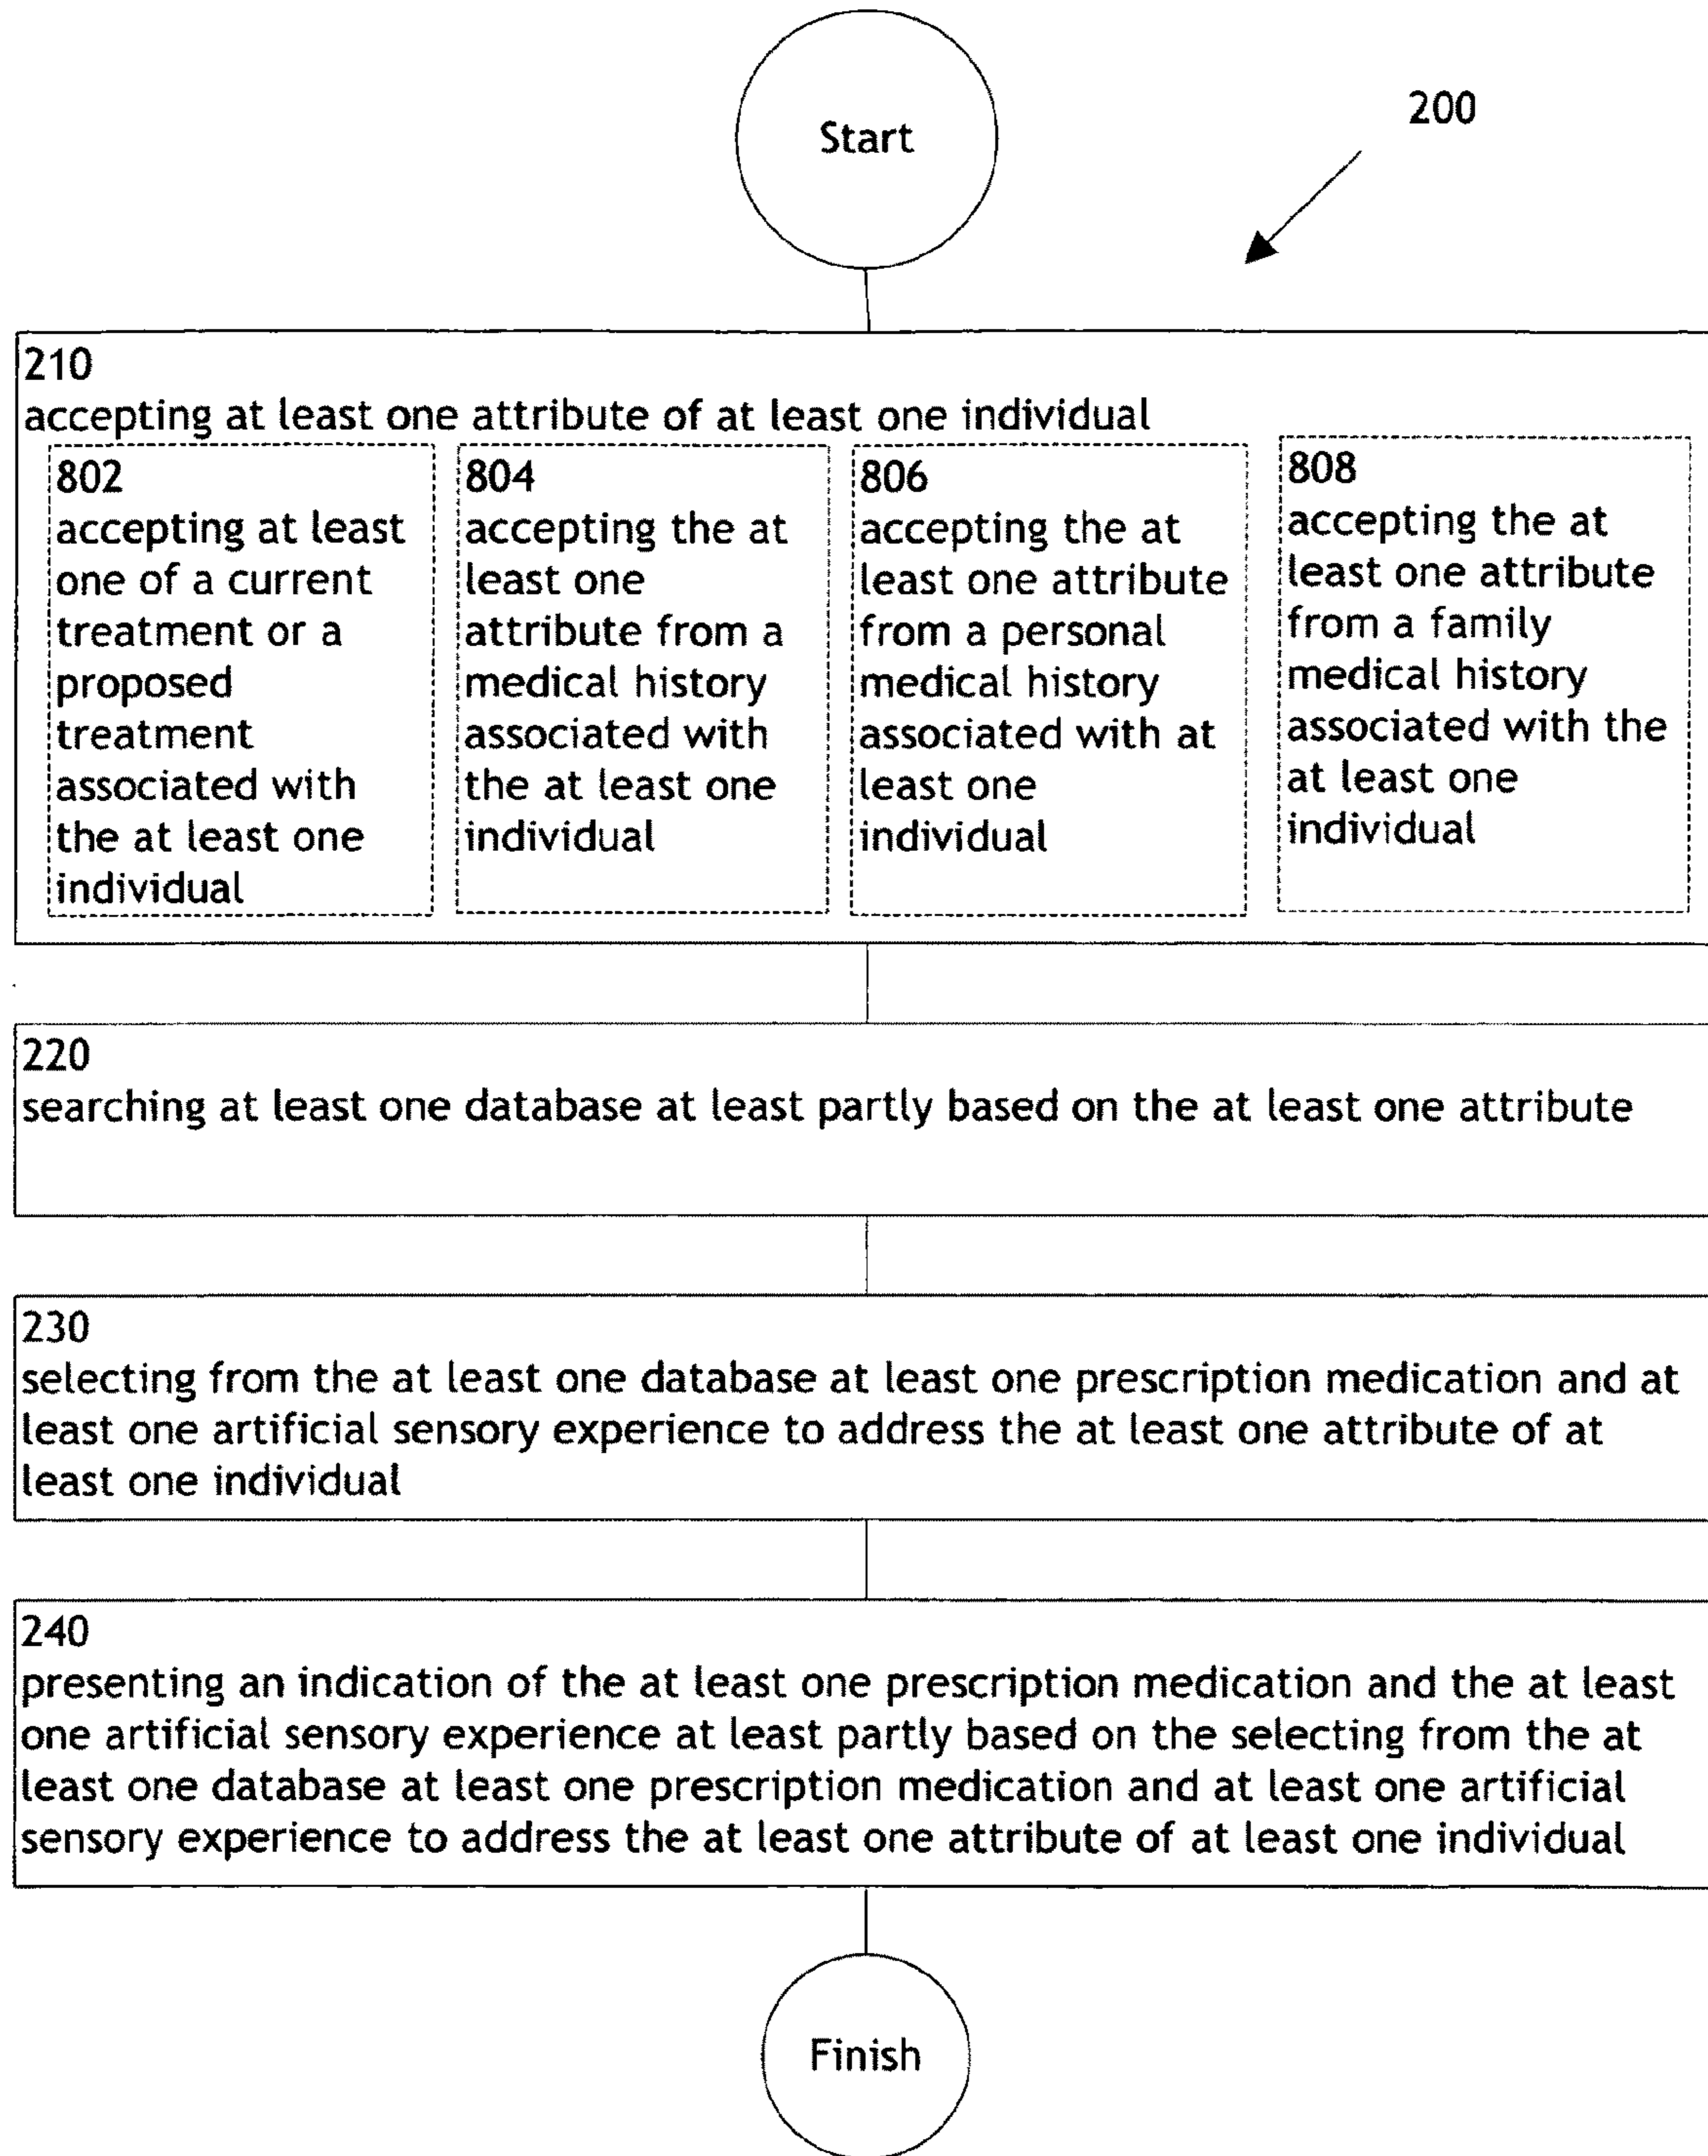 Start
200
210
accepting at least one attribute of at least one individual
802
accepting at least
one of a current
treatment or a
proposed
treatment
associated with
the at least one
individual
804
accepting the at
least one
attribute from a
medical history
associated with
the at least one
individual
806
accepting the at
least one attribute
from a personal
medical history
associated with at
least one
individual
808
accepting the at
least one attribute
from a family
medical history
associated with the
at least one
individual
220
searching at least one database at least partly based on the at least one attribute
230
selecting from the at least one database at least one prescription medication and at
least one artificial sensory experience to address the at least one attribute of at
least one individual
240
presenting an indication of the at least one prescription medication and the at least
one artificial sensory experience at least partly based on the selecting from the at
least one database at least one prescription medication and at least one artificial
sensory experience to address the at least one attribute of at least one individual
Finish